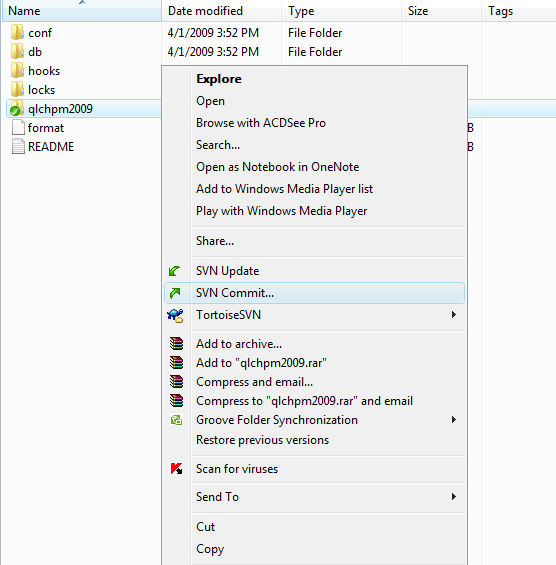 Name Date modified Type Size Tags
conf 4/1/2009 3:52 PM File Folder
db 4/1/2009 3:52 PM File Folder
hooks
locks
qlchpm2009
format B
README B
Explore
Open
Browse with ACDSee Pro
Search...
Open as Notebook in OneNote
Add to Windows Media Player list
Play with Windows Media Player
Share...
SVN Update
SVN Commit...
TortoiseSVN
Add to archive...
Add to "qlchpm2009.rar"
Compress and email...
Compress to "qlchpm2009.rar" and email
Groove Folder Synchronization
Restore previous versions
Scan for viruses
Send To
Cut
Copy